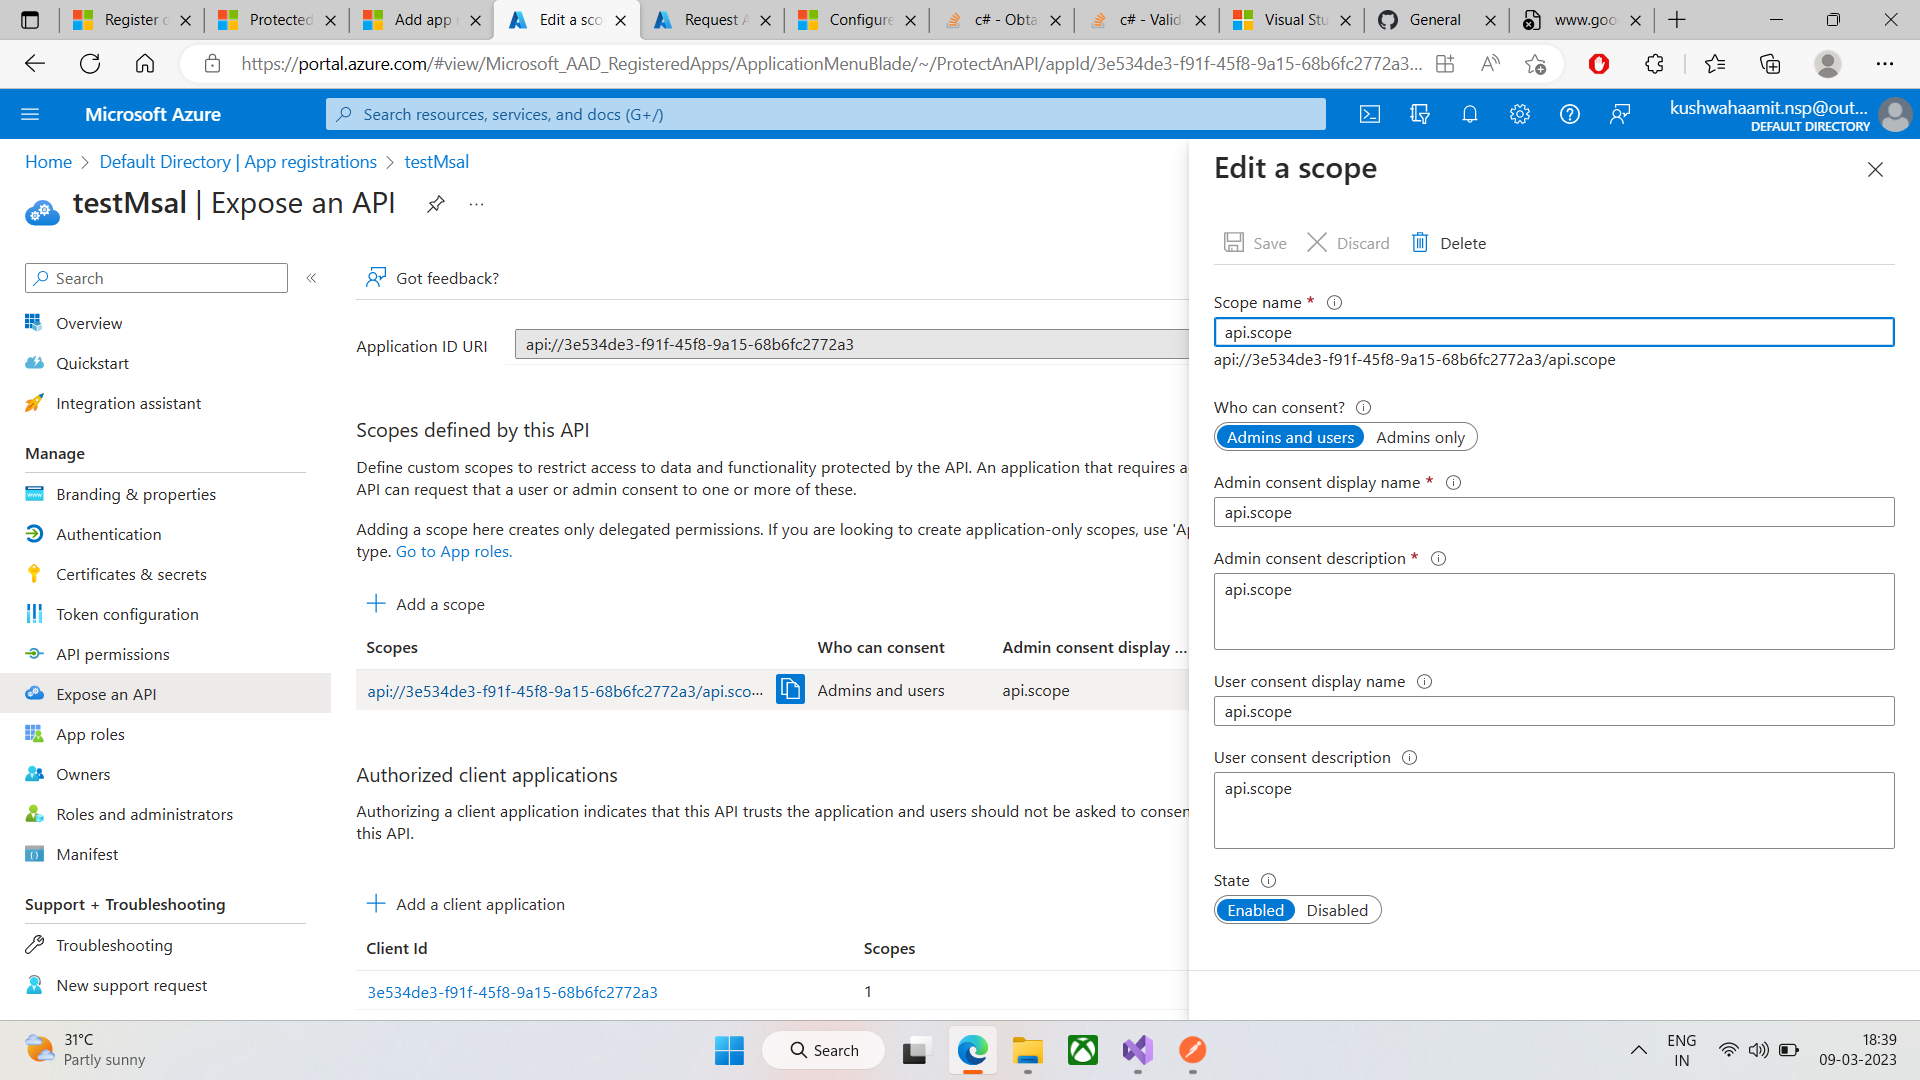 Register
Protected
Add app
Edit a sco
Request A
Configure
c# - Obta
c# - Valid
Visual Stu
General
www.goo
https://portal.azure.com/#view/Microsoft_AAD_RegisteredApps/ApplicationMenuBlade/~/ProtectAnAPI/appId/3e534de3-f91f-45f8-9a15-68b6fc2772a3...
Microsoft Azure
Search resources, services, and docs (G+/)
kushwahaamit.nsp@out...
DEFAULT DIRECTORY
Home > Default Directory | App registrations > testMsal
testMsal | Expose an API
Search
Overview
Quickstart
Integration assistant
Manage
Branding & properties
Authentication
Certificates & secrets
Token configuration
API permissions
Expose an API
App roles
Owners
Roles and administrators
Manifest
Support + Troubleshooting
Troubleshooting
New support request
Got feedback?
Application ID URI
api://3e534de3-f91f-45f8-9a15-68b6fc2772a3
Scopes defined by this API
Define custom scopes to restrict access to data and functionality protected by the API. An application that requires a
API can request that a user or admin consent to one or more of these.
Adding a scope here creates only delegated permissions. If you are looking to create application-only scopes, use 'A
type. Go to App roles.
Add a scope
Scopes Who can consent Admin consent display ...
api://3e534de3-f91f-45f8-9a15-68b6fc2772a3/api.sco... Admins and users api.scope
Authorized client applications
Authorizing a client application indicates that this API trusts the application and users should not be asked to consen
this API.
Add a client application
Client Id Scopes
3e534de3-f91f-45f8-9a15-68b6fc2772a3 1
Edit a scope
Save Discard Delete
Scope name *
api.scope
api://3e534de3-f91f-45f8-9a15-68b6fc2772a3/api.scope
Who can consent?
Admins and users Admins only
Admin consent display name *
api.scope
Admin consent description *
api.scope
User consent display name
api.scope
User consent description
api.scope
State
Enabled Disabled
31°C
Partly sunny
Search
ENG
IN
18:39
09-03-2023